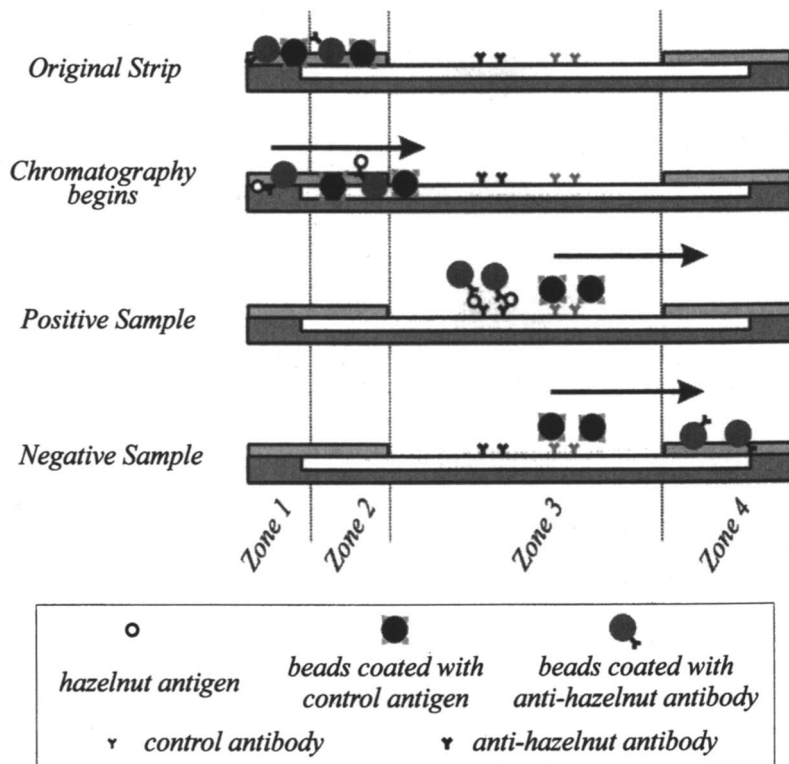 Original Strip
Chromatography
begins
Positive Sample
Negative Sample
Zone 1
Zone 2
Zone 3
Zone 4
hazelnut antigen
beads coated with
control antigen
beads coated with
anti-hazelnut antibody
control antibody
anti-hazelnut antibody